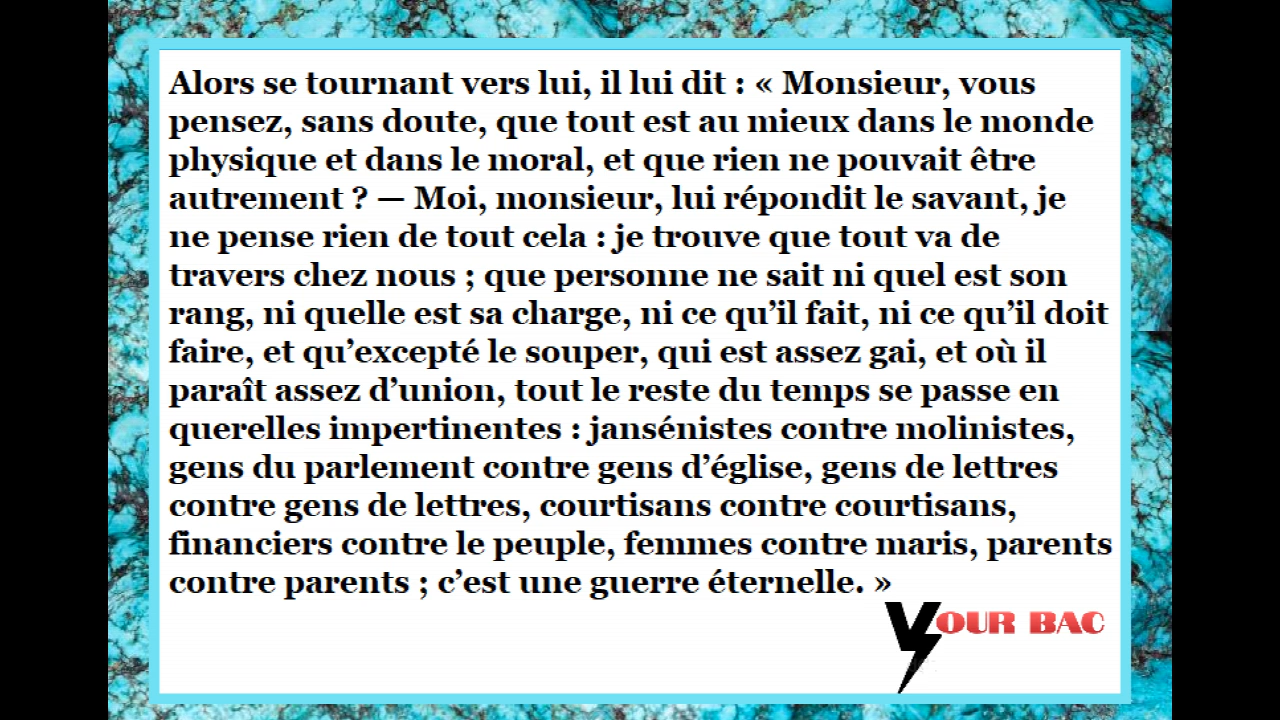 Alors se tournant vers lui, il lui dit : « Monsieur, vous
pensez, sans doute, que tout est au mieux dans le monde
physique et dans le moral, et que rien ne pouvait être
autrement ? — Moi, monsieur, lui répondit le savant, je
ne pense rien de tout cela : je trouve que tout va de
travers chez nous ; que personne ne sait ni quel est son
rang, ni quelle est sa charge, ni ce qu’il fait, ni ce qu’il doit
faire, et qu’excepté le souper, qui est assez gai, et où il
paraît assez d’union, tout le reste du temps se passe en
querelles impertinentes : jansénistes contre molinistes,
gens du parlement contre gens d’église, gens de lettres
contre gens de lettres, courtisans contre courtisans,
financiers contre le peuple, femmes contre maris, parents
contre parents ; c’est une guerre éternelle. »
YOUR BAC